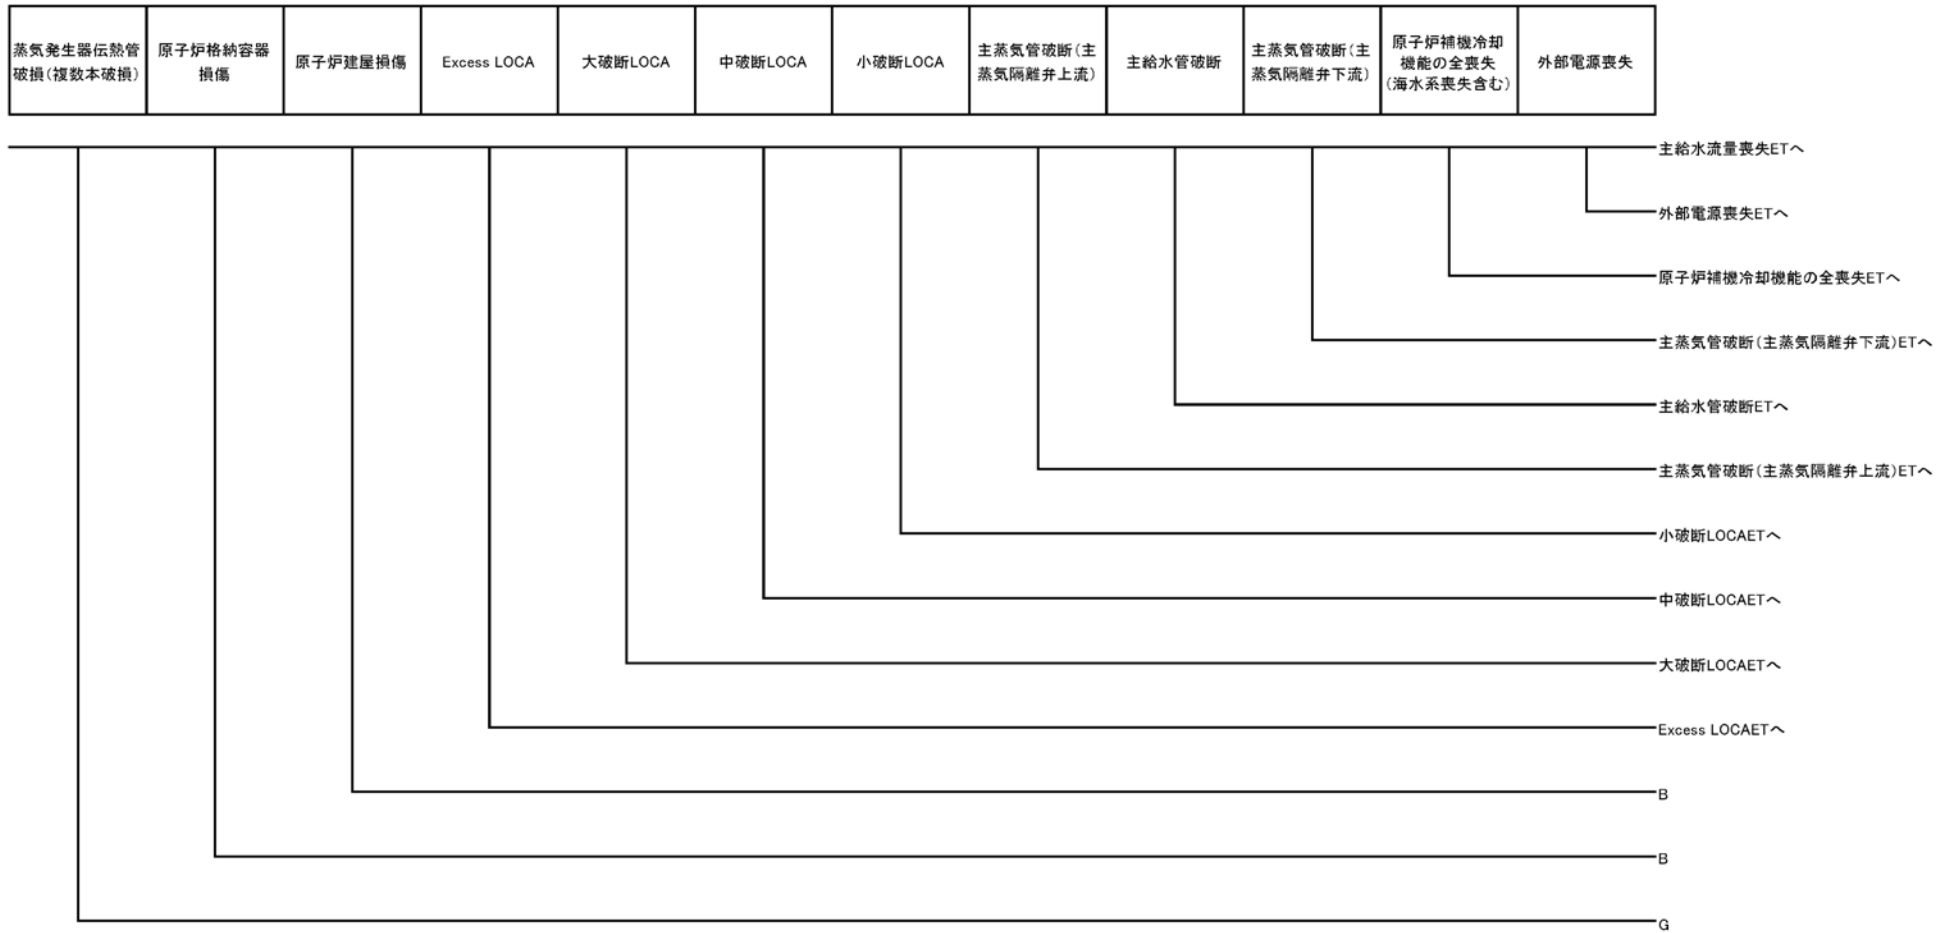 蒸気発生器伝熱管
破損(複数本破損)
原子炉格納容器
損傷
原子炉建屋損傷
Excess LOCA
大破断LOCA
中破断LOCA
小破断LOCA
主蒸気管破断(主
蒸気隔離弁上流)
主給水管破断
主蒸気管破断(主
蒸気隔離弁下流)
原子炉補機冷却
機能の全喪失
(海水系喪失含む)
外部電源喪失
主給水流量喪失ETへ
外部電源喪失ETへ
原子炉補機冷却機能の全喪失ETへ
主蒸気管破断(主蒸気隔離弁下流)ETへ
主給水管破断ETへ
主蒸気管破断(主蒸気隔離弁上流)ETへ
小破断LOCAETへ
中破断LOCAETへ
大破断LOCAETへ
Excess LOCAETへ
B
B
G